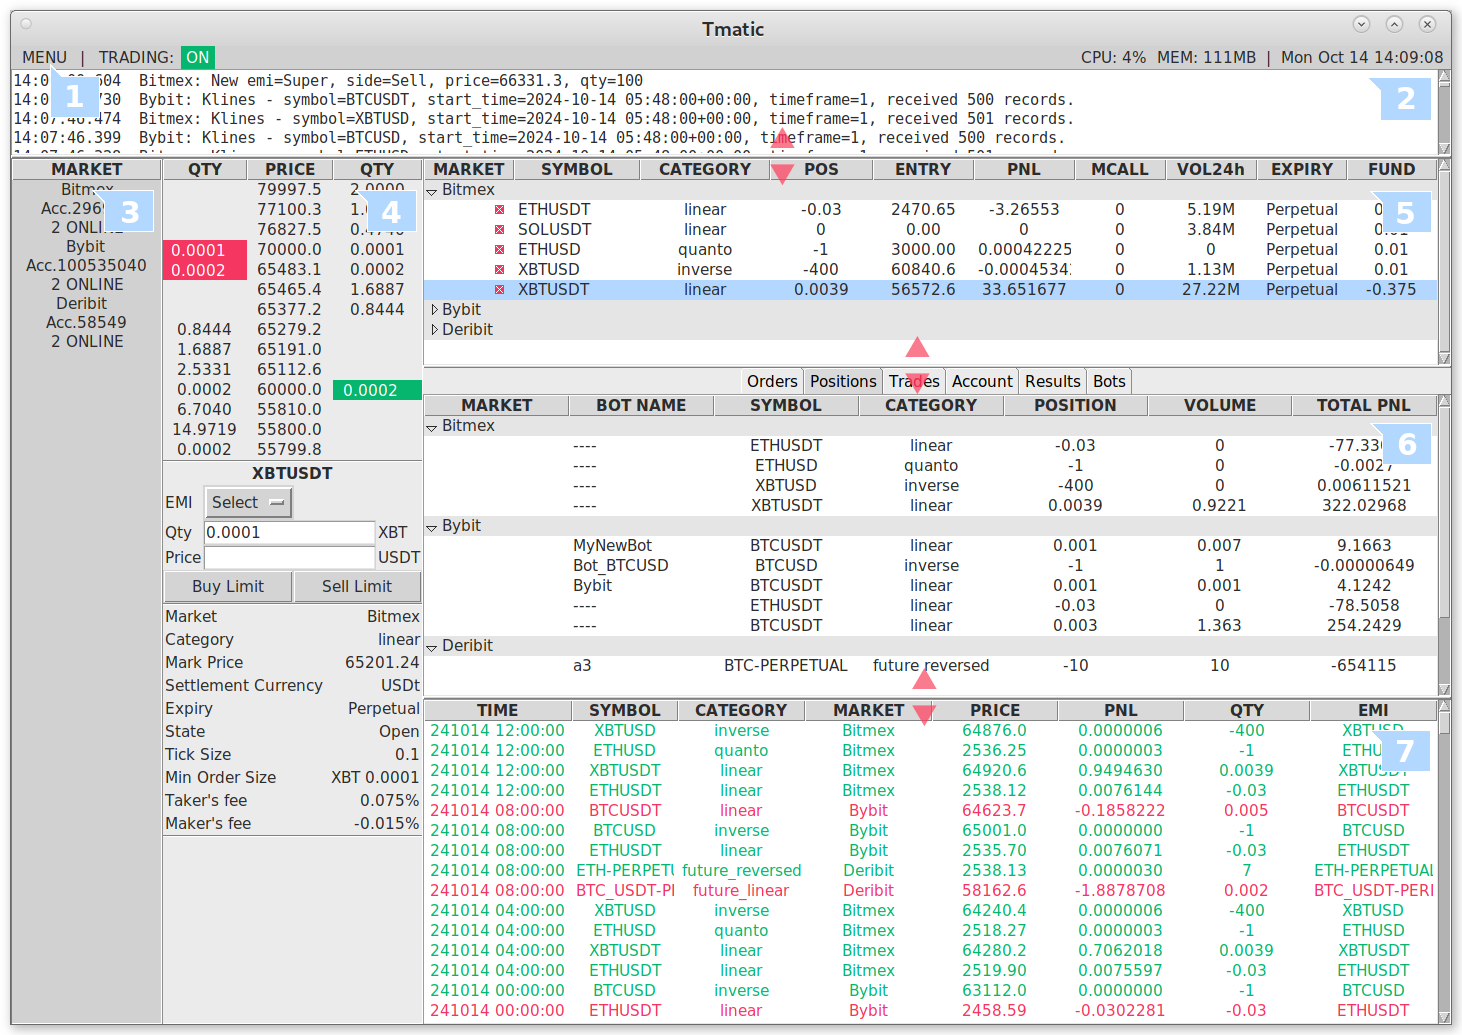 Tmatic
MENU | TRADING: ON CPU: 4% MEM: 111MB | Mon Oct 14 14:09:08
604 Bitmex: New emi=Super, side=Sell, price=66331.3, qty=100
1 2
730 Bybit: Klines - symbol=BTCUSDT, start_time=2024-10-14 05:48:00+00:00, timeframe=1, received 500 records.
14:07:46.474 Bitmex: Klines - symbol=XBTUSD, start_time=2024-10-14 05:48:00+00:00, timeframe=1, received 501 records.
14:07:46.399 Bybit: Klines - symbol=BTCUSD, start_time=2024-10-14 05:48:00+00:00, timeframe=1, received 500 records.
MARKET
Bitmex
3
2 ONLINE
Bybit
Acc.100535040
2 ONLINE
Deribit
Acc.58549
2 ONLINE
QTY PRICE QTY
79997.5 2.0000
77100.3
4
76827.5
0.0001 70000.0 0.0001
0.0002 65483.1 0.0002
65465.4 1.6887
65377.2 0.8444
0.8444 65279.2
1.6887 65191.0
2.5331 65112.6
0.0002 60000.0 0.0002
6.7040 55810.0
14.9719 55800.0
0.0002 55799.8
XBTUSDT
EMI Select
Qty 0.0001 XBT
Price USDT
Buy Limit Sell Limit
Market Bitmex
Category linear
Mark Price 65201.24
Settlement Currency USDt
Expiry Perpetual
State Open
Tick Size 0.1
Min Order Size XBT 0.0001
Taker's fee 0.075%
Maker's fee -0.015%
MARKET SYMBOL CATEGORY POS ENTRY PNL MCALL VOL24h EXPIRY FUND
Bitmex
ETHUSDT linear -0.03 2470.65 -3.26553 0 5.19M Perpetual
5
SOLUSDT linear 0 0.00 0 0 3.84M Perpetual 0.01
ETHUSD quanto -1 3000.00 0.00042225 0 0 Perpetual 0.01
XBTUSD inverse -400 60840.6 -0.00045342 0 1.13M Perpetual 0.01
XBTUSDT linear 0.0039 56572.6 33.651677 0 27.22M Perpetual -0.375
Bybit
Deribit
Orders Positions Trades Account Results Bots
MARKET BOT NAME SYMBOL CATEGORY POSITION VOLUME TOTAL PNL
Bitmex
---- ETHUSDT linear -0.03 0
6
---- ETHUSD quanto -1 0 -0.0027
---- XBTUSD inverse -400 0 0.00611521
---- XBTUSDT linear 0.0039 0.9221 322.02968
Bybit
MyNewBot BTCUSDT linear 0.001 0.007 9.1663
Bot_BTCUSD BTCUSD inverse -1 1 -0.00000649
Bybit BTCUSDT linear 0.001 0.001 4.1242
---- ETHUSDT linear -0.03 0 -78.5058
---- BTCUSDT linear 0.003 1.363 254.2429
Deribit
a3 BTC-PERPETUAL future_reversed -10 10 -654115
TIME SYMBOL CATEGORY MARKET PRICE PNL QTY EMI
241014 12:00:00 XBTUSD inverse Bitmex 64876.0 0.0000006 -400 XBTUSD
241014 12:00:00 ETHUSD quanto Bitmex 2536.25 0.0000003 -1
7
241014 12:00:00 XBTUSDT linear Bitmex 64920.6 0.9494630 0.0039 XBTUSDT
241014 12:00:00 ETHUSDT linear Bitmex 2538.12 0.0076144 -0.03 ETHUSDT
241014 08:00:00 BTCUSDT linear Bybit 64623.7 -0.1858222 0.005 BTCUSDT
241014 08:00:00 BTCUSD inverse Bybit 65001.0 0.0000000 -1 BTCUSD
241014 08:00:00 ETHUSDT linear Bybit 2535.70 0.0076071 -0.03 ETHUSDT
241014 08:00:00 ETH-PERPETU future_reversed Deribit 2538.13 0.0000030 7 ETH-PERPETUAL
241014 08:00:00 BTC_USDT-PI future_linear Deribit 58162.6 -1.8878708 0.002 BTC_USDT-PERI
241014 04:00:00 XBTUSD inverse Bitmex 64240.4 0.0000006 -400 XBTUSD
241014 04:00:00 ETHUSD quanto Bitmex 2518.27 0.0000003 -1 ETHUSD
241014 04:00:00 XBTUSDT linear Bitmex 64280.2 0.7062018 0.0039 XBTUSDT
241014 04:00:00 ETHUSDT linear Bitmex 2519.90 0.0075597 -0.03 ETHUSDT
241014 00:00:00 BTCUSD inverse Bybit 63112.0 0.0000000 -1 BTCUSD
241014 00:00:00 ETHUSDT linear Bybit 2458.59 -0.0302281 -0.03 ETHUSDT